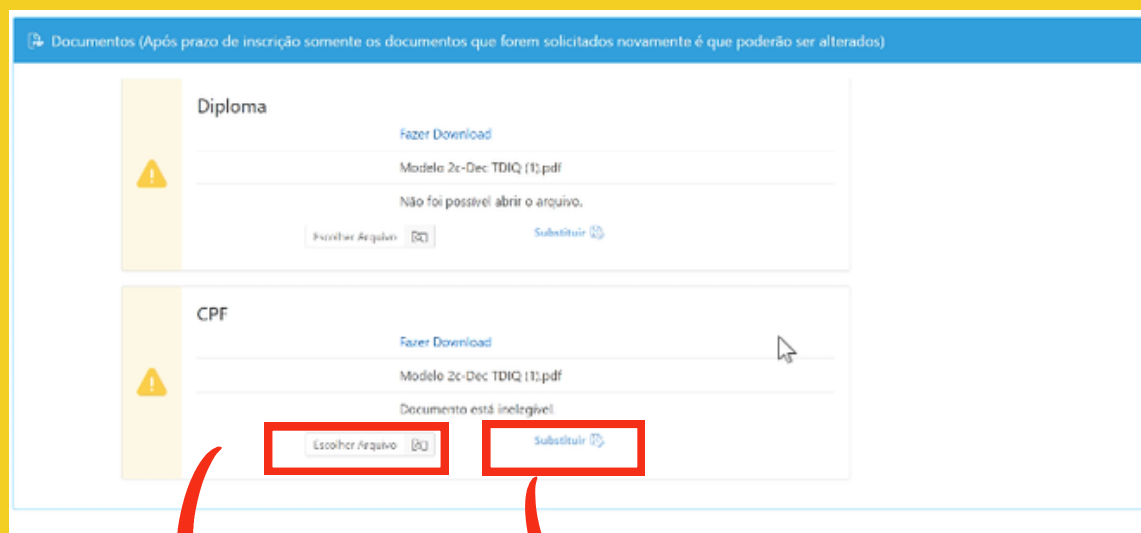 Documentos (Após prazo de inscrição somente os documentos que forem solicitados novamente é que poderão ser alterados)
Diploma
Fazer Download
Modelo 2c-Dec TDIQ (1).pdf
Não foi possível abrir o arquivo.
Escolher Arquivo
Substituir
CPF
Fazer Download
Modelo 2c-Dec TDIQ (1).pdf
Documento está inelegível.
Escolher Arquivo
Substituir